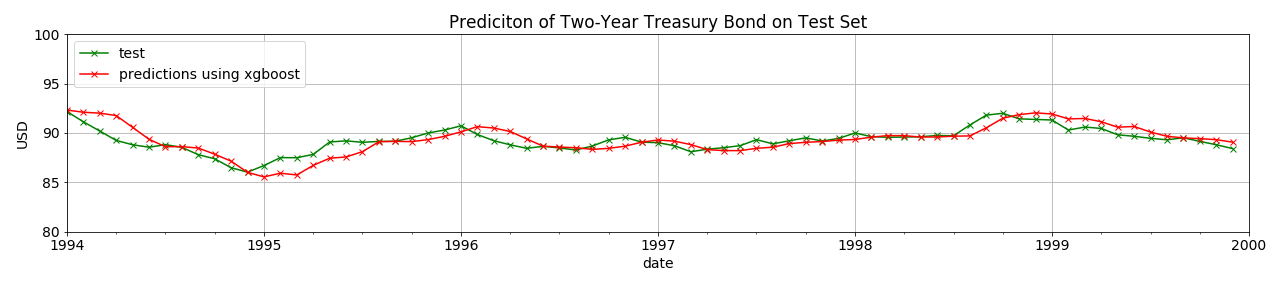 Prediciton of Two-Year Treasury Bond on Test Set
100
95
90
85
80
USD
test
predictions using xgboost
1994 1995 1996 1997 1998 1999 2000
date